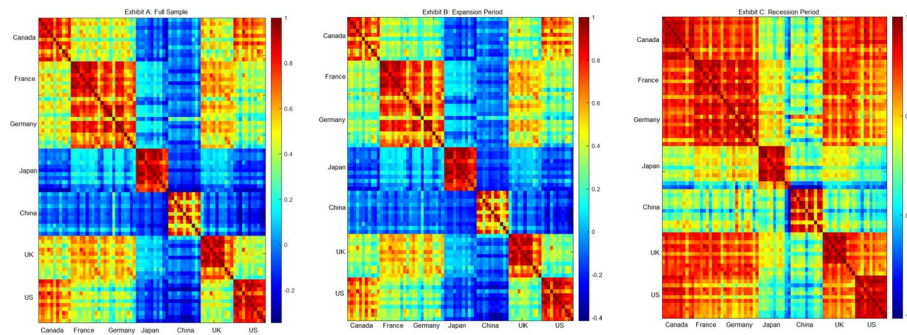 Exhibit A: Full Sample
Canada
France
Germany
Japan
China
UK
US
Canada France Germany Japan China UK US
1
0.8
0.6
0.4
0.2
0
-0.2
Exhibit B: Expansion Period
Canada
France
Germany
Japan
China
UK
US
Canada France Germany Japan China UK US
1
0.8
0.6
0.4
0.2
0
-0.2
-0.4
Exhibit C: Recession Period
Canada
France
Germany
Japan
China
UK
US
Canada France Germany Japan China UK US